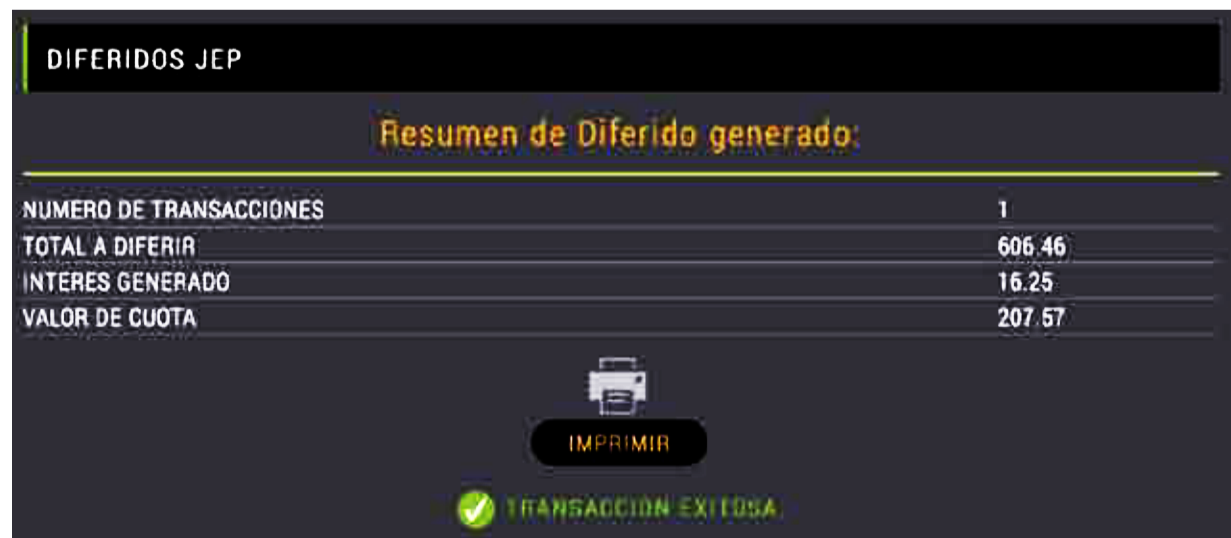 DIFERIDOS JEP
Resumen de Diferido generado:
NUMERO DE TRANSACCIONES 1
TOTAL A DIFERIR 606.46
INTERES GENERADO 16.25
VALOR DE CUOTA 207.57
IMPRIMIR
TRANSACCION EXITOSA.